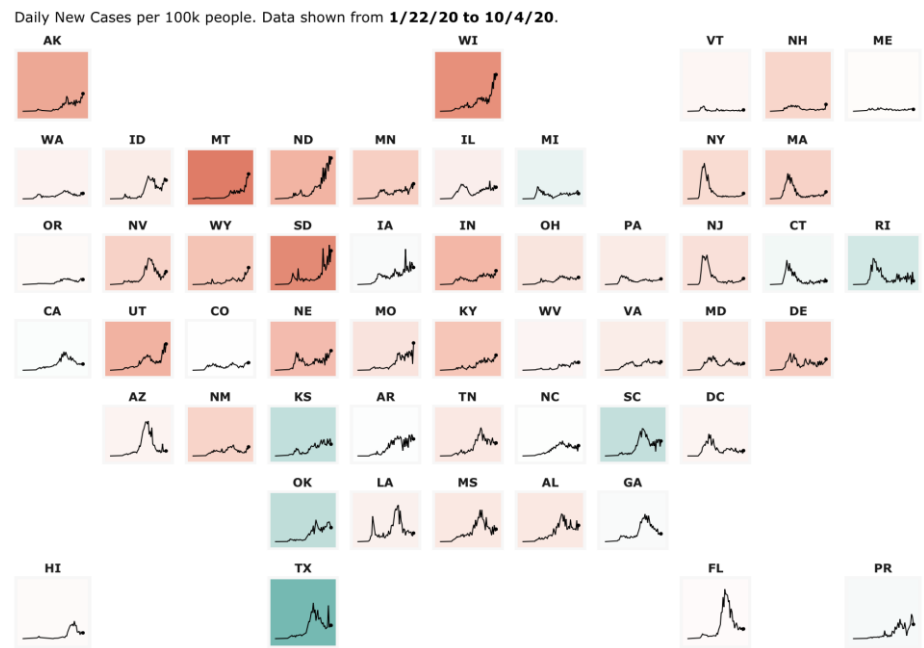 Daily New Cases per 100k people. Data shown from 1/22/20 to 10/4/20.
AK WI VT NH ME
WA ID MT ND MN IL MI NY MA
OR NV WY SD IA IN OH PA NJ CT RI
CA UT CO NE MO KY WV VA MD DE
AZ NM KS AR TN NC SC DC
OK LA MS AL GA
HI TX FL PR